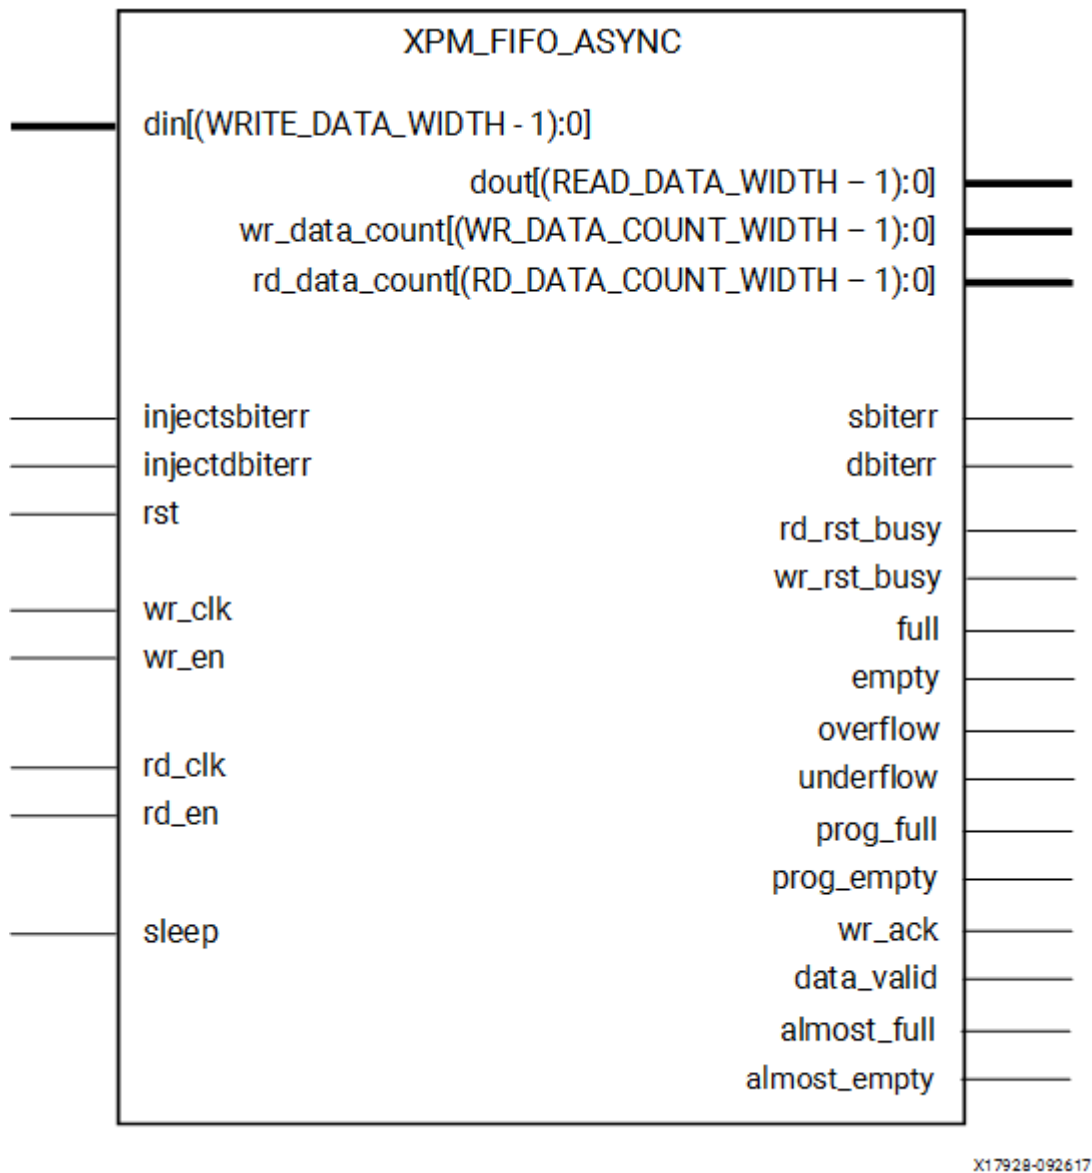 XPM_FIFO_ASYNC
din[(WRITE_DATA_WIDTH - 1):0]
dout[(READ_DATA_WIDTH – 1):0]
wr_data_count[(WR_DATA_COUNT_WIDTH – 1):0]
rd_data_count[(RD_DATA_COUNT_WIDTH – 1):0]
injectsbiterr
sbiterr
injectdbiterr
dbiterr
rst
rd_rst_busy
wr_rst_busy
wr_clk
full
wr_en
empty
overflow
rd_clk
underflow
rd_en
prog_full
prog_empty
sleep
wr_ack
data_valid
almost_full
almost_empty
X17928-092617